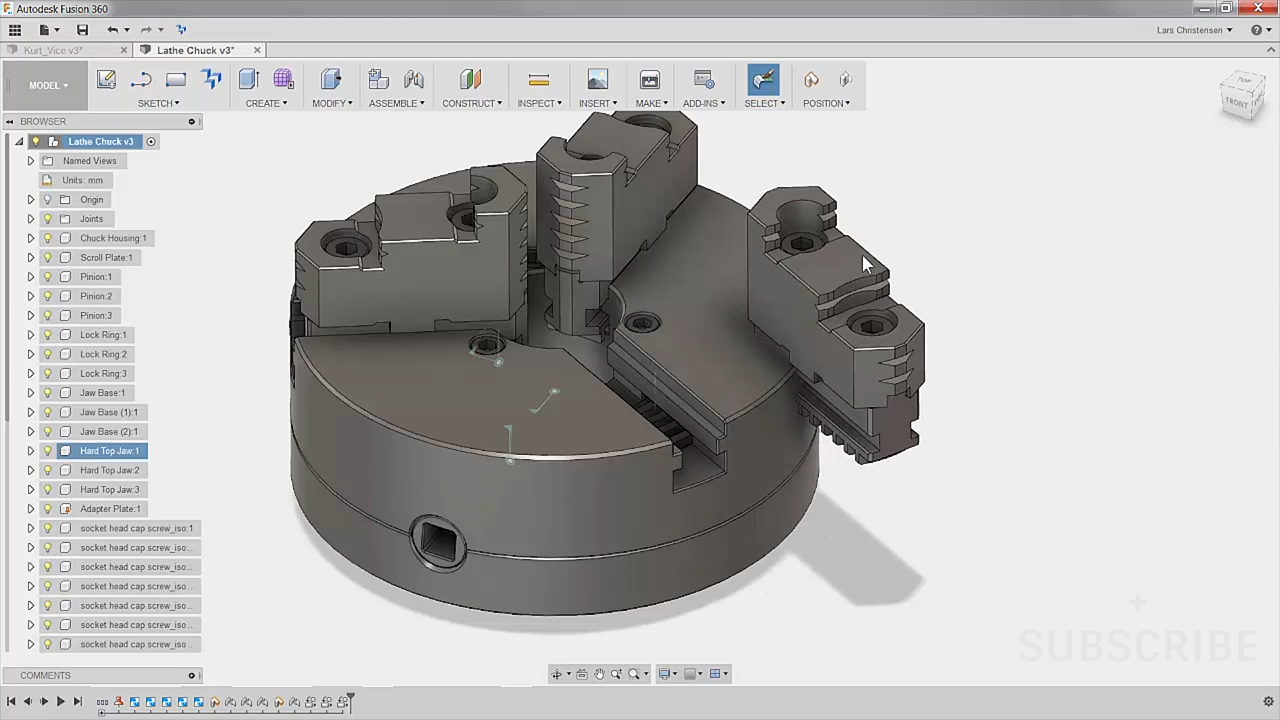 Autodesk Fusion 360
Lars Christensen
Kurt_Vice v3*
Lathe Chuck v3*
MODEL
SKETCH
CREATE
MODIFY
ASSEMBLE
CONSTRUCT
INSPECT
INSERT
MAKE
ADD-INS
SELECT
POSITION
TOP
FRONT
BROWSER
Lathe Chuck v3
Named Views
Units: mm
Origin
Joints
Chuck Housing:1
Scroll Plate:1
Pinion:1
Pinion:2
Pinion:3
Lock Ring:1
Lock Ring:2
Lock Ring:3
Jaw Base:1
Jaw Base (1):1
Jaw Base (2):1
Hard Top Jaw:1
Hard Top Jaw:2
Hard Top Jaw:3
Adapter Plate:1
socket head cap screw_iso:1
socket head cap screw_iso...
socket head cap screw_iso...
socket head cap screw_iso...
socket head cap screw_iso...
socket head cap screw_iso...
socket head cap screw_iso...
SUBSCRIBE
COMMENTS